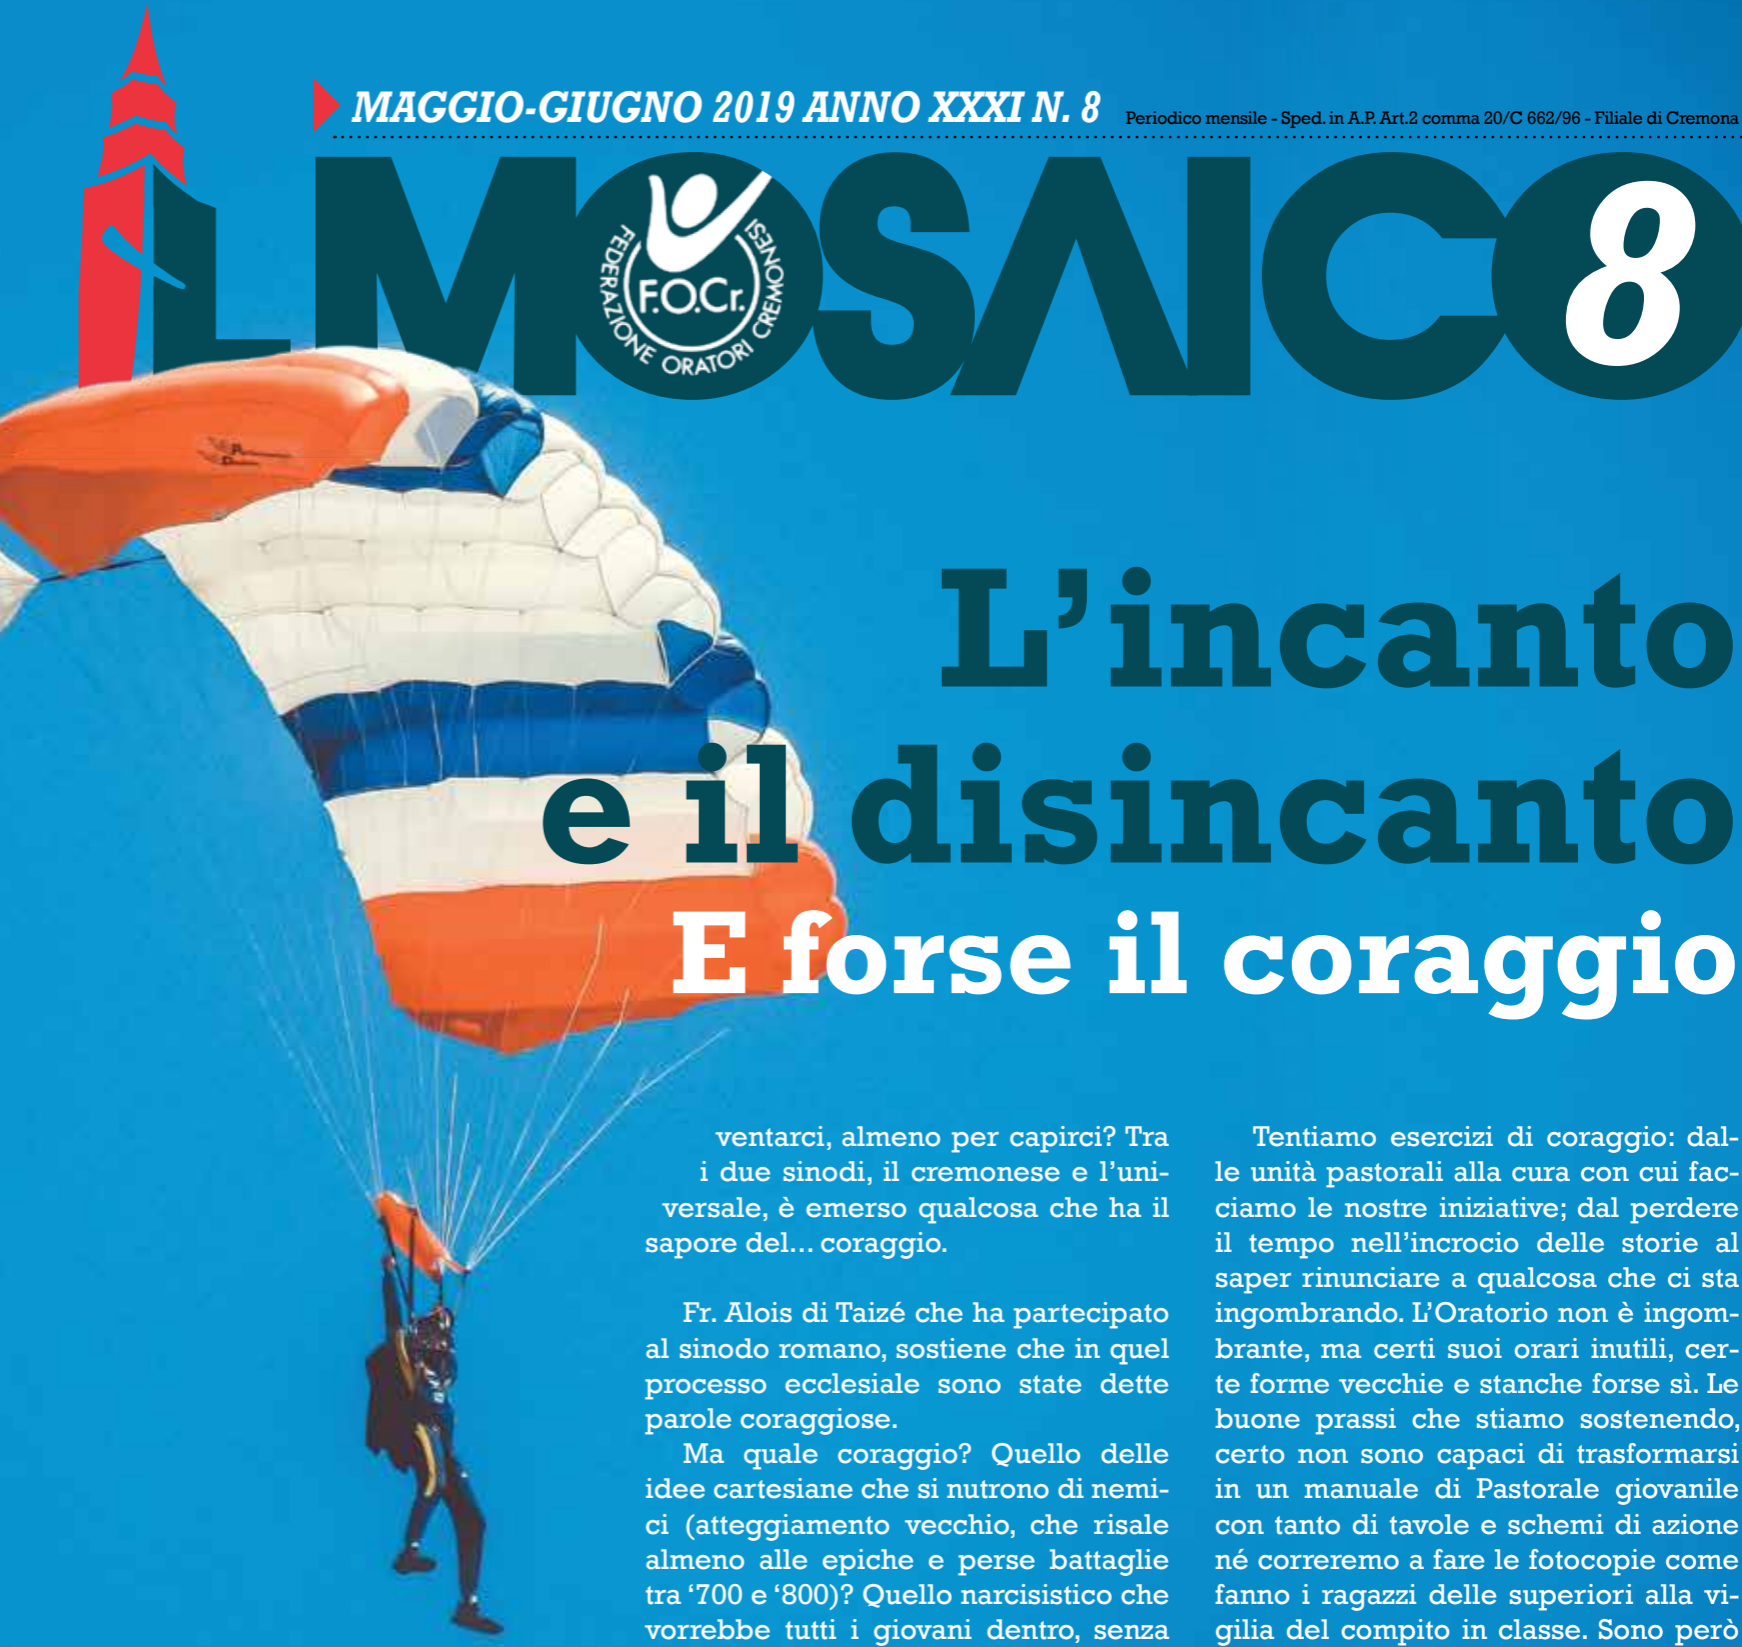 MAGGIO-GIUGNO 2019 ANNO XXXI N. 8
Periodico mensile - Sped. in A.P. Art.2 comma 20/C 662/96 - Filiale di Cremona
IL MOSAICO 8
FEDERAZIONE ORATORI CREMONESI
F.O.Cr.
L’incanto
e il disincanto
E forse il coraggio
ventarci, almeno per capirci? Tra
i due sinodi, il cremonese e l’uni-
versale, è emerso qualcosa che ha il
sapore del... coraggio.
Fr. Alois di Taizé che ha partecipato
al sinodo romano, sostiene che in quel
processo ecclesiale sono state dette
parole coraggiose.
Ma quale coraggio? Quello delle
idee cartesiane che si nutrono di nemi-
ci (atteggiamento vecchio, che risale
almeno alle epiche e perse battaglie
tra ‘700 e ‘800)? Quello narcisistico che
vorrebbe tutti i giovani dentro, senza
Tentiamo esercizi di coraggio: dal-
le unità pastorali alla cura con cui fac-
ciamo le nostre iniziative; dal perdere
il tempo nell’incrocio delle storie al
saper rinunciare a qualcosa che ci sta
ingombrando. L’Oratorio non è ingom-
brante, ma certi suoi orari inutili, cer-
te forme vecchie e stanche forse sì. Le
buone prassi che stiamo sostenendo,
certo non sono capaci di trasformarsi
in un manuale di Pastorale giovanile
con tanto di tavole e schemi di azione
né correremo a fare le fotocopie come
fanno i ragazzi delle superiori alla vi-
gilia del compito in classe. Sono però